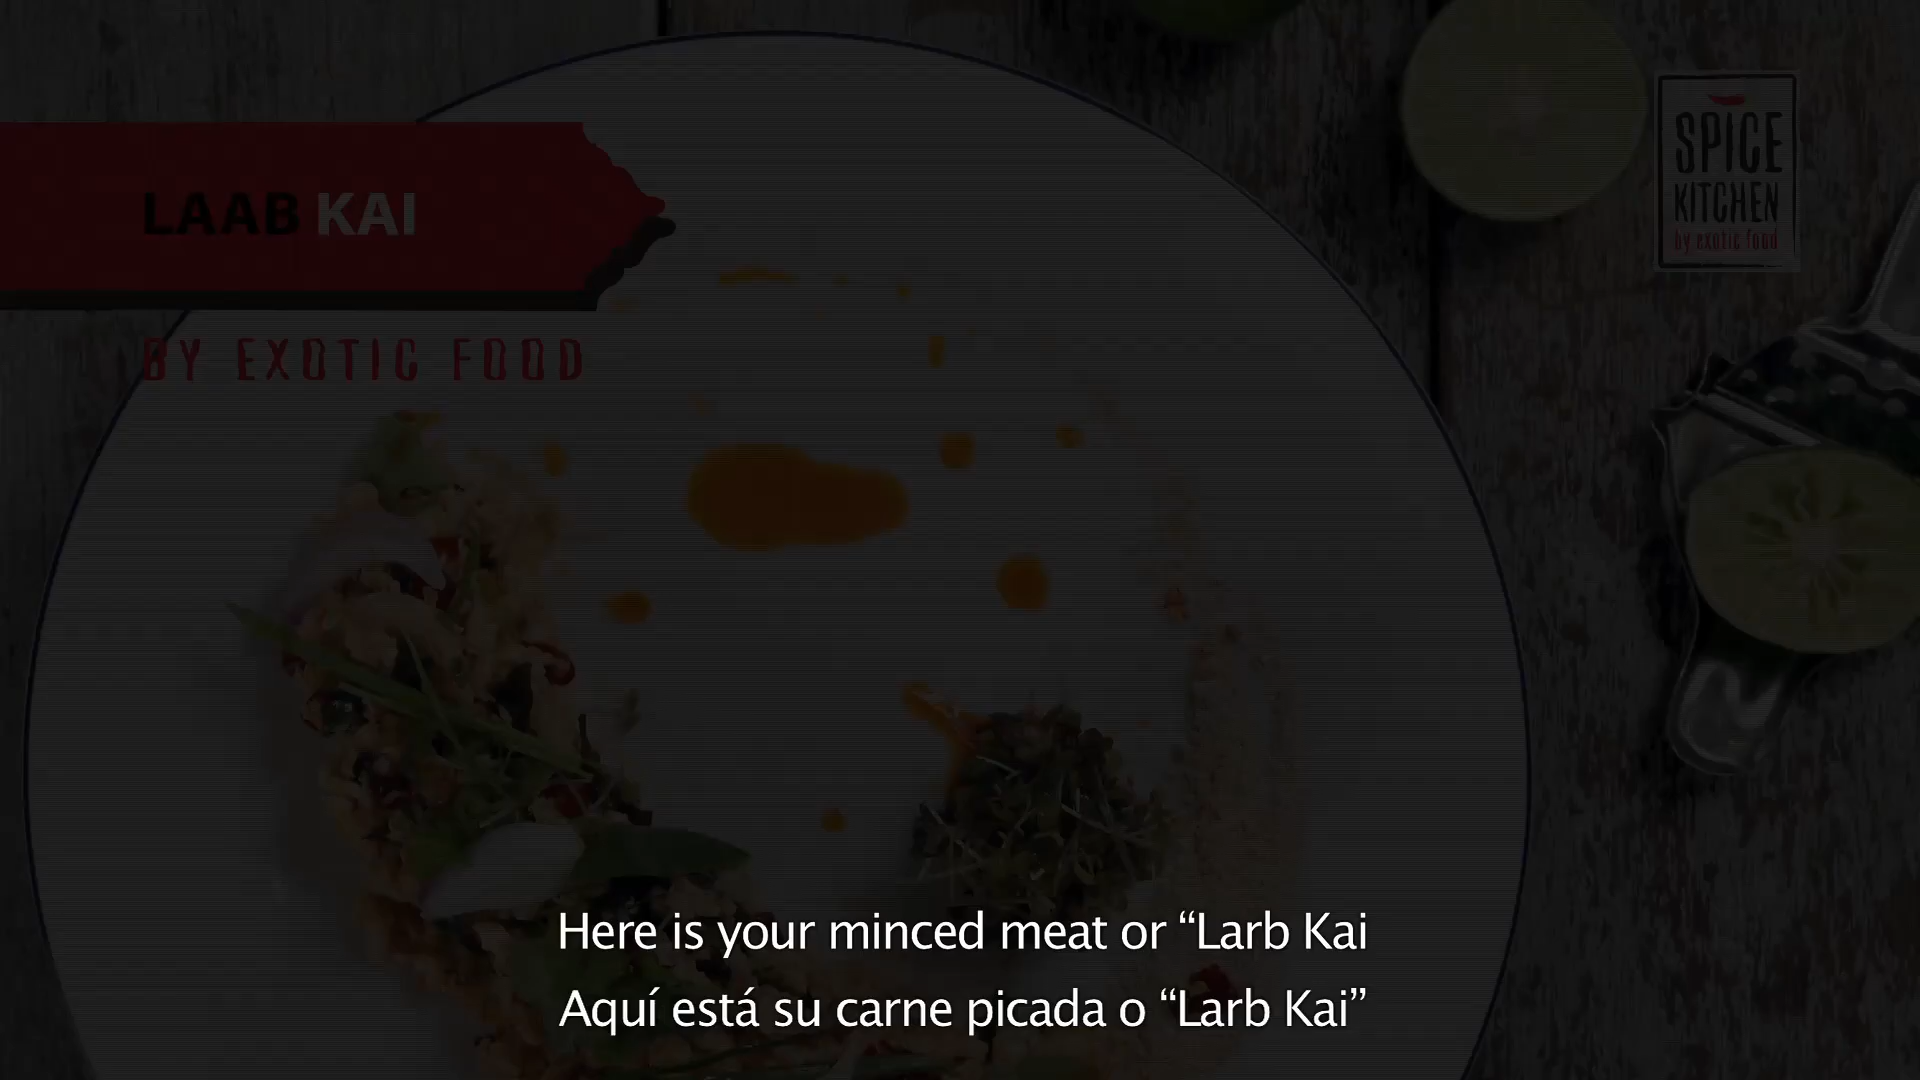 LAAB KAI
BY EXOTIC FOOD
SPICE
KITCHEN
by exotic food
Here is your minced meat or “Larb Kai
Aquí está su carne picada o “Larb Kai”